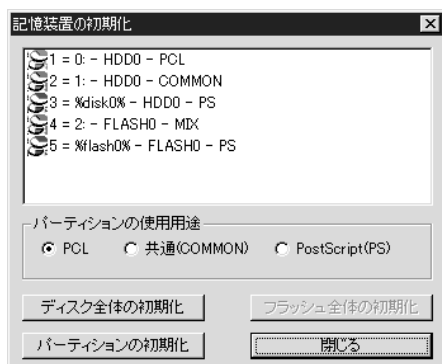 記憶装置の初期化
1 = 0: - HDD0 - PCL
2 = 1: - HDD0 - COMMON
3 = %disk0% - HDD0 - PS
4 = 2: - FLASH0 - MIX
5 = %flash0% - FLASH0 - PS
パーティションの使用用途
PCL 共通(COMMON) PostScript(PS)
ディスク全体の初期化 フラッシュ全体の初期化
パーティションの初期化 閉じる